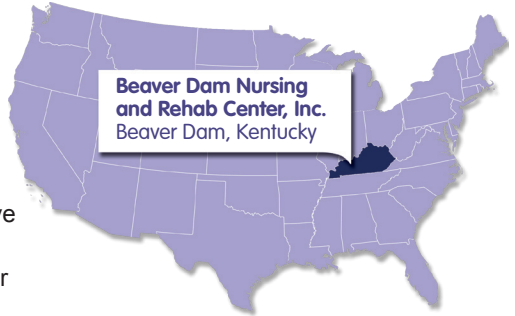 Beaver Dam Nursing
and Rehab Center, Inc.
Beaver Dam, Kentucky